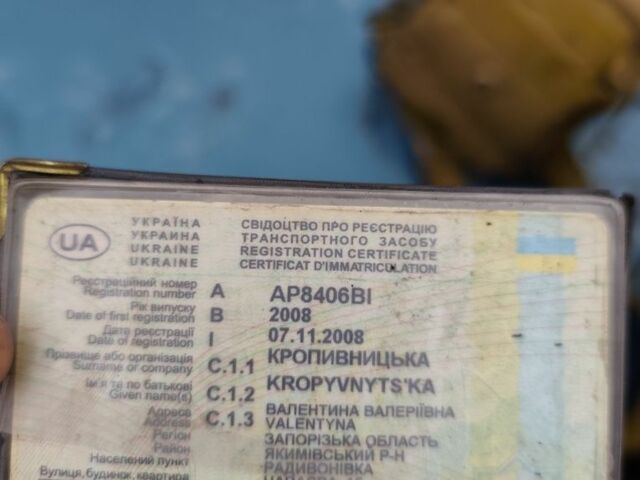 UA
УКРАЇНА
УКРАИНА
UKRAINE
UKRAINE
СВІДОЦТВО ПРО РЕЄСТРАЦІЮ
ТРАНСПОРТНОГО ЗАСОБУ
REGISTRATION CERTIFICATE
CERTIFICAT D'IMMATRICULATION
Реєстраційний номер
Registration number A AP8406BI
Рік випуску
Date of first registration B 2008
Дата реєстрації
Date of registration I 07.11.2008
Прізвище або організація
Surname or company C.1.1 КРОПИВНИЦЬКА
Ім'я та по батькові
Given name(s) C.1.2 KROPYVNYTS'KA
Адреса
Address C.1.3 ВАЛЕНТИНА ВАЛЕРІЇВНА
VALENTYNA
Регіон ЗАПОРІЗЬКА ОБЛАСТЬ
Район ЯКИМІВСЬКИЙ Р-Н
Населений пункт РАДИВОНІВКА
Вулиця, будинок, квартира